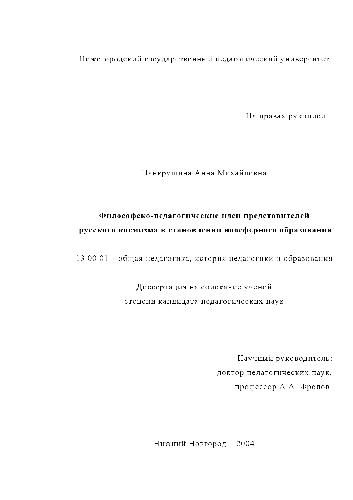 Нижегородский государственный педагогический университет
На правах рукописи
Анна Михайловна
Философско-педагогические идеи представителей
русского космизма в становлении ноосферного образования
13.00.01 – общая педагогика, история педагогики и образования
Диссертация на соискание ученой
степени кандидата педагогических наук
Научный руководитель:
доктор педагогических наук,
профессор А.А. Фролов
Нижний Новгород – 2004